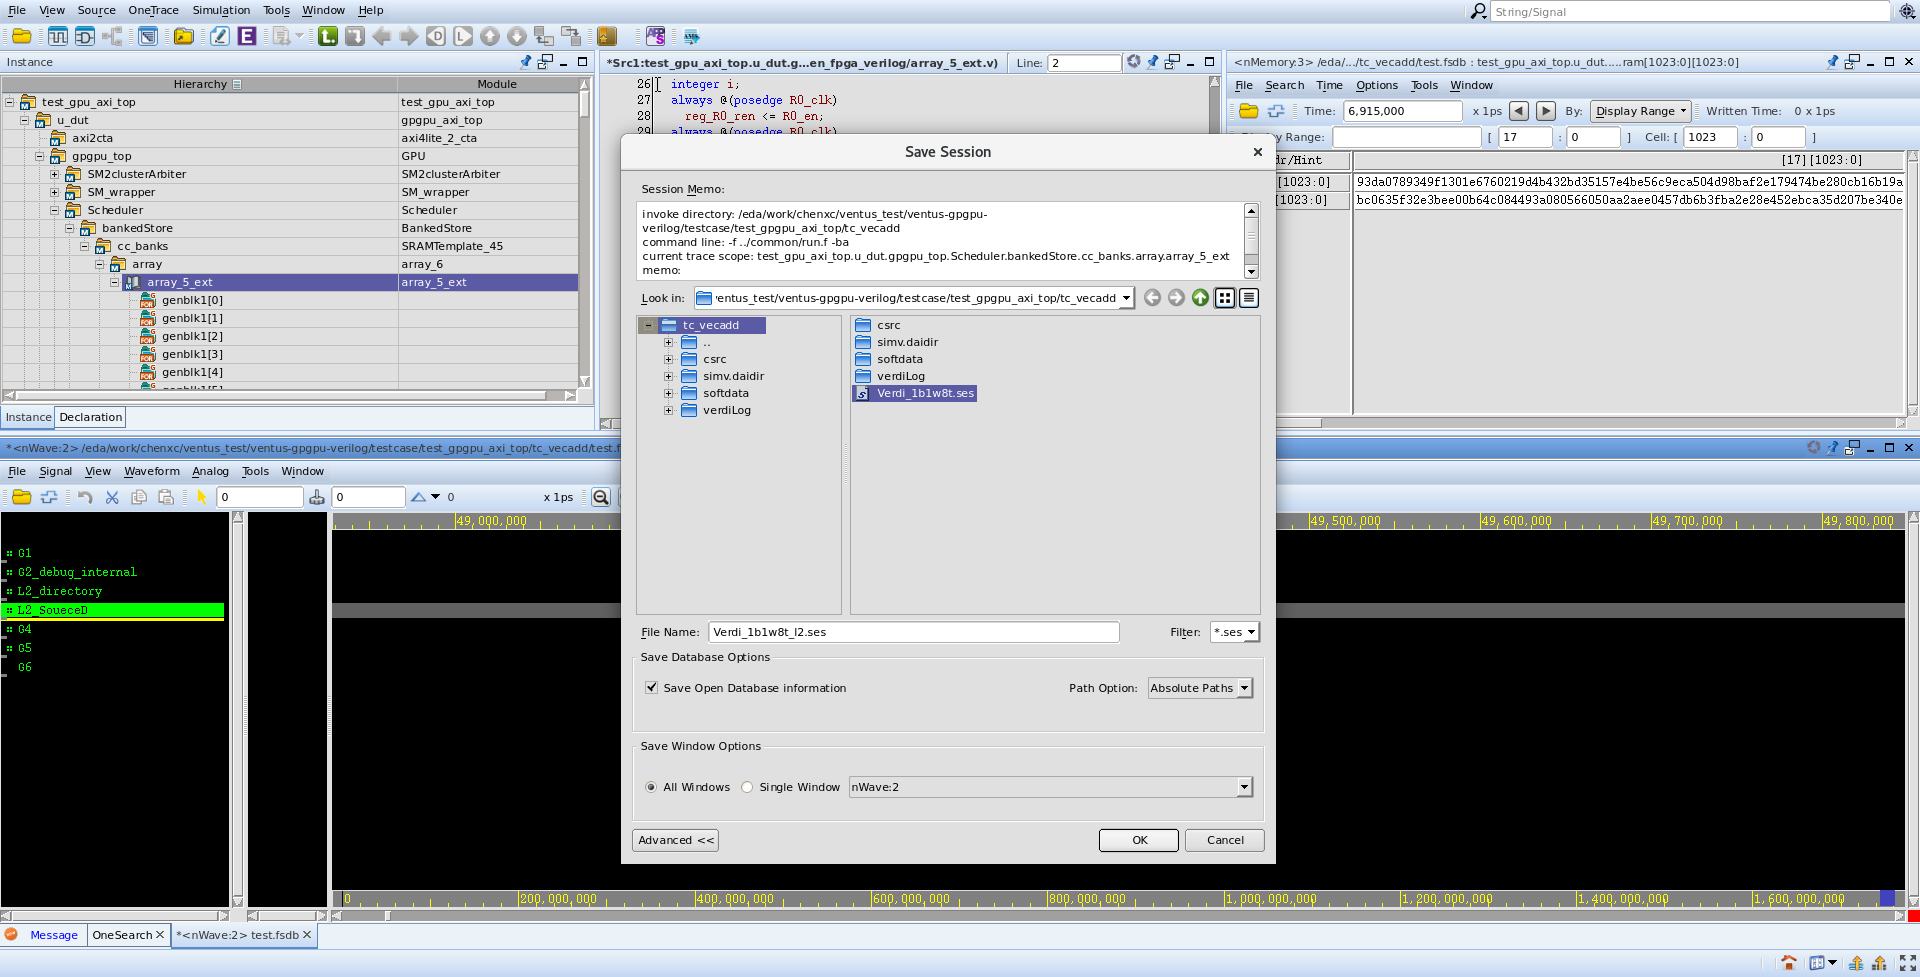 File View Source OneTrace Simulation Tools Window Help
String/Signal
Instance
Hierarchy Module
test_gpu_axi_top test_gpu_axi_top
u_dut gpgpu_axi_top
axi2cta axi4lite_2_cta
gpgpu_top GPU
SM2clusterArbiter SM2clusterArbiter
SM_wrapper SM_wrapper
Scheduler Scheduler
bankedStore BankedStore
cc_banks SRAMTemplate_45
array array_6
array_5_ext array_5_ext
genblk1[0]
genblk1[1]
genblk1[2]
genblk1[3]
genblk1[4]
Instance Declaration
*Src1:test_gpu_axi_top.u_dut.g...en_fpga_verilog/array_5_ext.v) Line: 2
26 integer i;
27 always @(posedge R0_clk)
28 reg_R0_ren <= R0_en;
29 always @(posedge R0_clk)
<nMemory:3> /eda/.../tc_vecadd/test.fsdb : test_gpu_axi_top.u_dut.....ram[1023:0][1023:0]
File Search Time Options Tools Window
Time: 6,915,000 x 1ps By: Display Range Written Time: 0 x 1ps
Display Range: [ 17 : 0 ] Cell: [ 1023 : 0 ]
dr/Hint [17][1023:0]
[1023:0] 93da0789349f1301e6760219d4b432bd35157e4be56c9eca504d98baf2e179474be280cb16b19a
[1023:0] bc0635f32e3bee00b64c084493a080566050aa2aee0457db6b3fba2e28e452ebca35d207be340e
Save Session
Session Memo:
invoke directory: /eda/work/chenxc/ventus_test/ventus-gpgpu-
verilog/testcase/test_gpgpu_axi_top/tc_vecadd
command line: -f ../common/run.f -ba
current trace scope: test_gpu_axi_top.u_dut.gpgpu_top.Scheduler.bankedStore.cc_banks.array.array_5_ext
memo:
Look in: entus_test/ventus-gpgpu-verilog/testcase/test_gpgpu_axi_top/tc_vecadd
tc_vecadd
..
csrc
simv.daidir
softdata
verdiLog
csrc
simv.daidir
softdata
verdiLog
Verdi_1b1w8t.ses
File Name: Verdi_1b1w8t_l2.ses Filter: *.ses
Save Database Options
Save Open Database information Path Option: Absolute Paths
Save Window Options
All Windows Single Window nWave:2
Advanced << OK Cancel
*<nWave:2> /eda/work/chenxc/ventus_test/ventus-gpgpu-verilog/testcase/test_gpgpu_axi_top/tc_vecadd/test.f
File Signal View Waveform Analog Tools Window
0 0 0 x 1ps
49,000,000 49,500,000 49,600,000 49,700,000 49,800,000
G1
G2_debug_internal
L2_directory
L2_SoueceD
G4
G5
G6
0 200,000,000 400,000,000 600,000,000 800,000,000 1,000,000,000 1,200,000,000 1,400,000,000 1,600,000,000
Message OneSearch *<nWave:2> test.fsdb